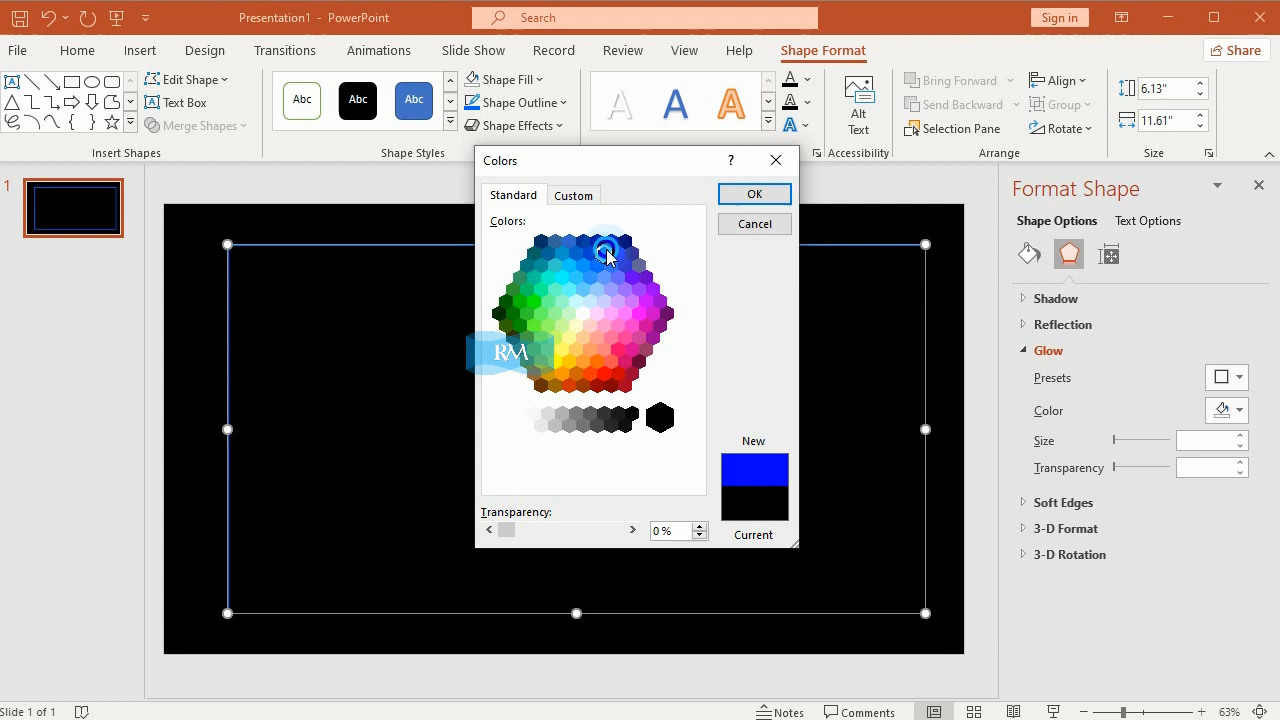 Presentation1 - PowerPoint
Search
Sign in
File Home Insert Design Transitions Animations Slide Show Record Review View Help Shape Format Share
Edit Shape
Text Box
Merge Shapes
Insert Shapes
Abc Abc Abc
Shape Fill
Shape Outline
Shape Effects
Shape Styles
A A A
A
A
A
Alt
Text
Accessibility
Bring Forward
Send Backward
Selection Pane
Align
Group
Rotate
Arrange
6.13"
11.61"
Size
1
Colors ?
Standard Custom
Colors:
OK
Cancel
RM
New
Current
Transparency:
0 %
Format Shape
Shape Options Text Options
Shadow
Reflection
Glow
Presets
Color
Size
Transparency
Soft Edges
3-D Format
3-D Rotation
Slide 1 of 1
Notes Comments 63%